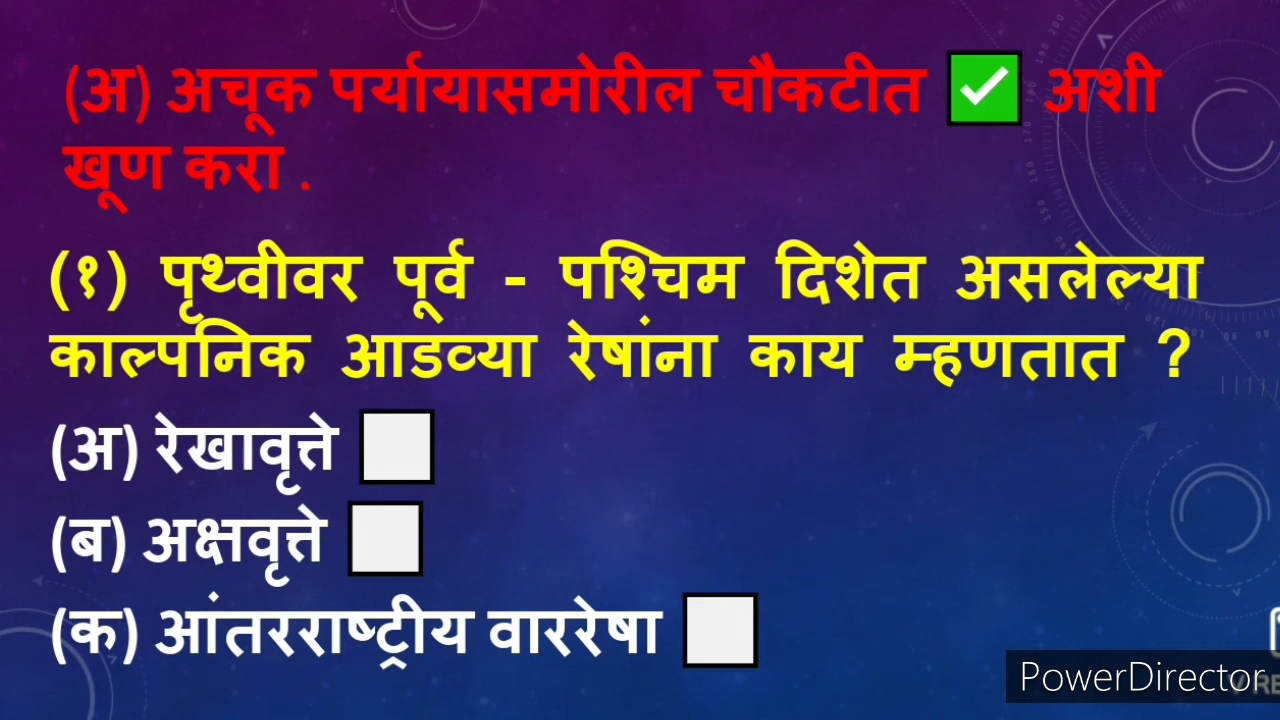 (अ) अचूक पर्यायासमोरील चौकटीत ✅ अशी
खूण करा .
(१) पृथ्वीवर पूर्व - पश्चिम दिशेत असलेल्या
काल्पनिक आडव्या रेषांना काय म्हणतात ?
(अ) रेखावृत्ते
(ब) अक्षवृत्ते
(क) आंतरराष्ट्रीय वाररेषा
PowerDirector